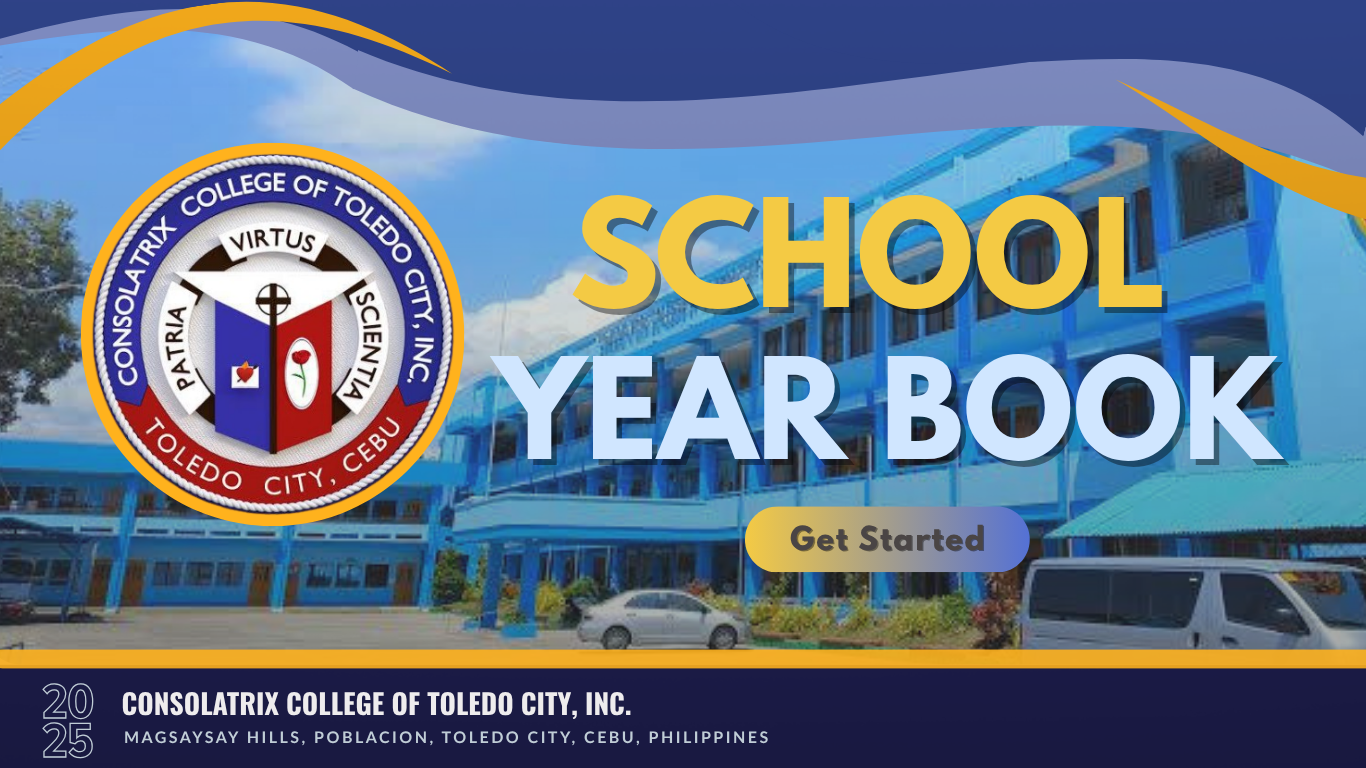 CONSOLATRIX COLLEGE OF TOLEDO CITY, INC.
VIRTUS
PATRIA
SCIENTIA
TOLEDO CITY, CEBU
SCHOOL
YEAR BOOK
Get Started
20
25
CONSOLATRIX COLLEGE OF TOLEDO CITY, INC.
MAGSAYSAY HILLS, POBLACION, TOLEDO CITY, CEBU, PHILIPPINES